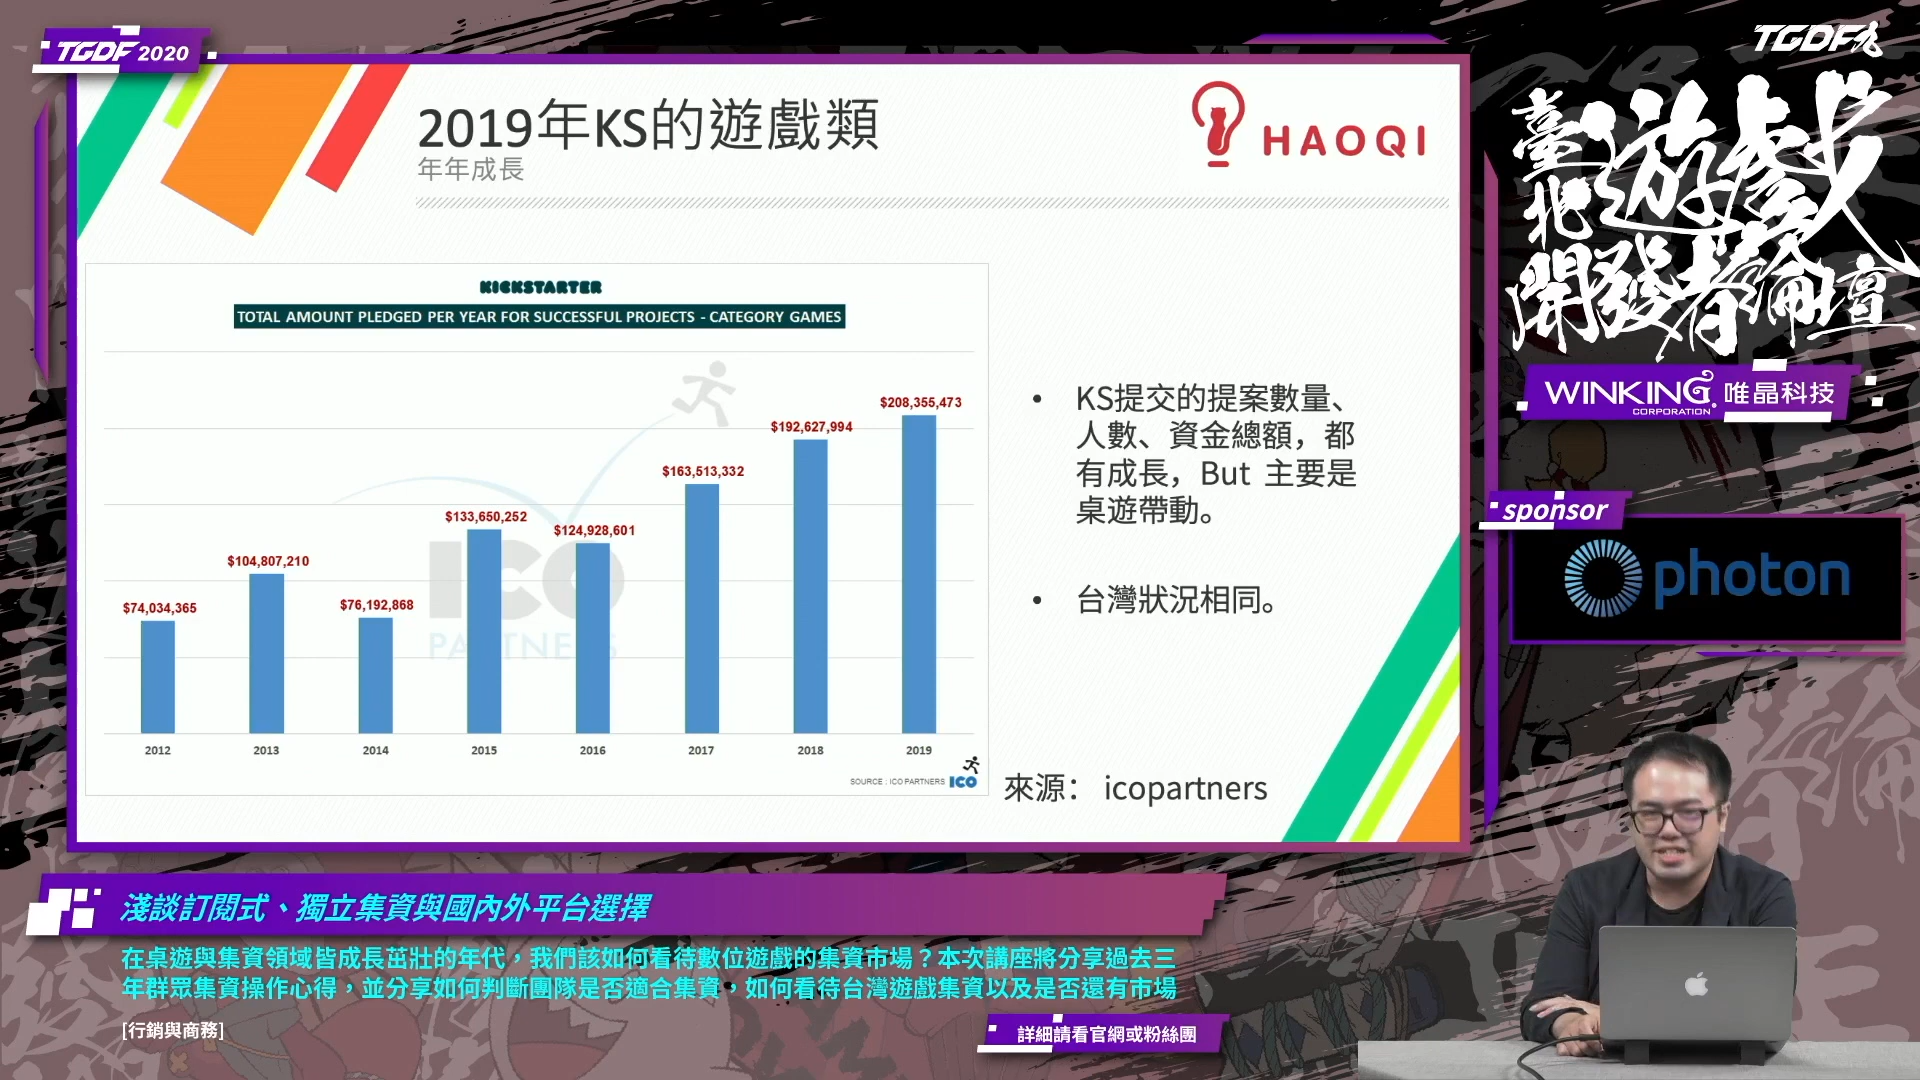 TGDF 2020
2019年KS的遊戲類
年年成長
HAOQI
KICKSTARTER
TOTAL AMOUNT PLEDGED PER YEAR FOR SUCCESSFUL PROJECTS - CATEGORY GAMES
$74,034,365
$104,807,210
$76,192,868
$133,650,252
$124,928,601
$163,513,332
$192,627,994
$208,355,473
ICO
PARTNERS
2012 2013 2014 2015 2016 2017 2018 2019
SOURCE : ICO PARTNERS ICO
• KS提交的提案數量、
人數、資金總額，都
有成長，But 主要是
桌遊帶動。
• 台灣狀況相同。
來源： icopartners
TGDF九
臺北遊戲
開發者論壇
WINKING 唯晶科技
CORPORATION
sponsor
photon
淺談訂閱式、獨立集資與國內外平台選擇
在桌遊與集資領域皆成長茁壯的年代，我們該如何看待數位遊戲的集資市場？本次講座將分享過去三
年群眾集資操作心得，並分享如何判斷團隊是否適合集資，如何看待台灣遊戲集資以及是否還有市場
[行銷與商務]
詳細請看官網或粉絲團